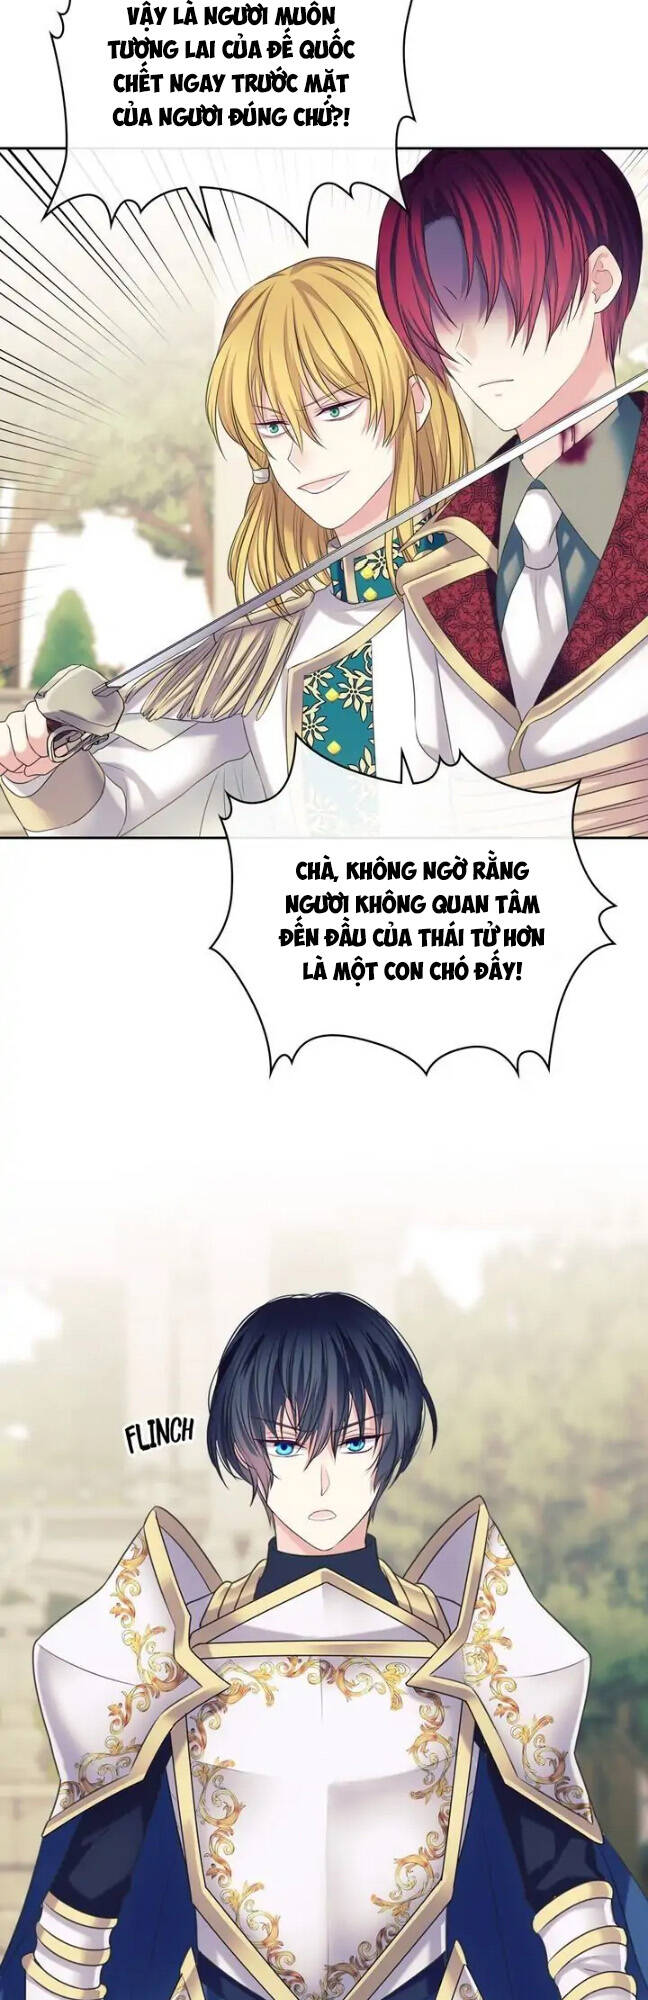 VẬY LÀ NGƯƠI MUỐN
TƯƠNG LAI CỦA ĐẾ QUỐC
CHẾT NGAY TRƯỚC MẶT
CỦA NGƯƠI ĐÚNG CHỨ?!
CHÀ, KHÔNG NGỜ RẰNG
NGƯƠI KHÔNG QUAN TÂM
ĐẾN ĐẦU CỦA THÁI TỬ HƠN
LÀ MỘT CON CHÓ ĐẤY!
FLINCH